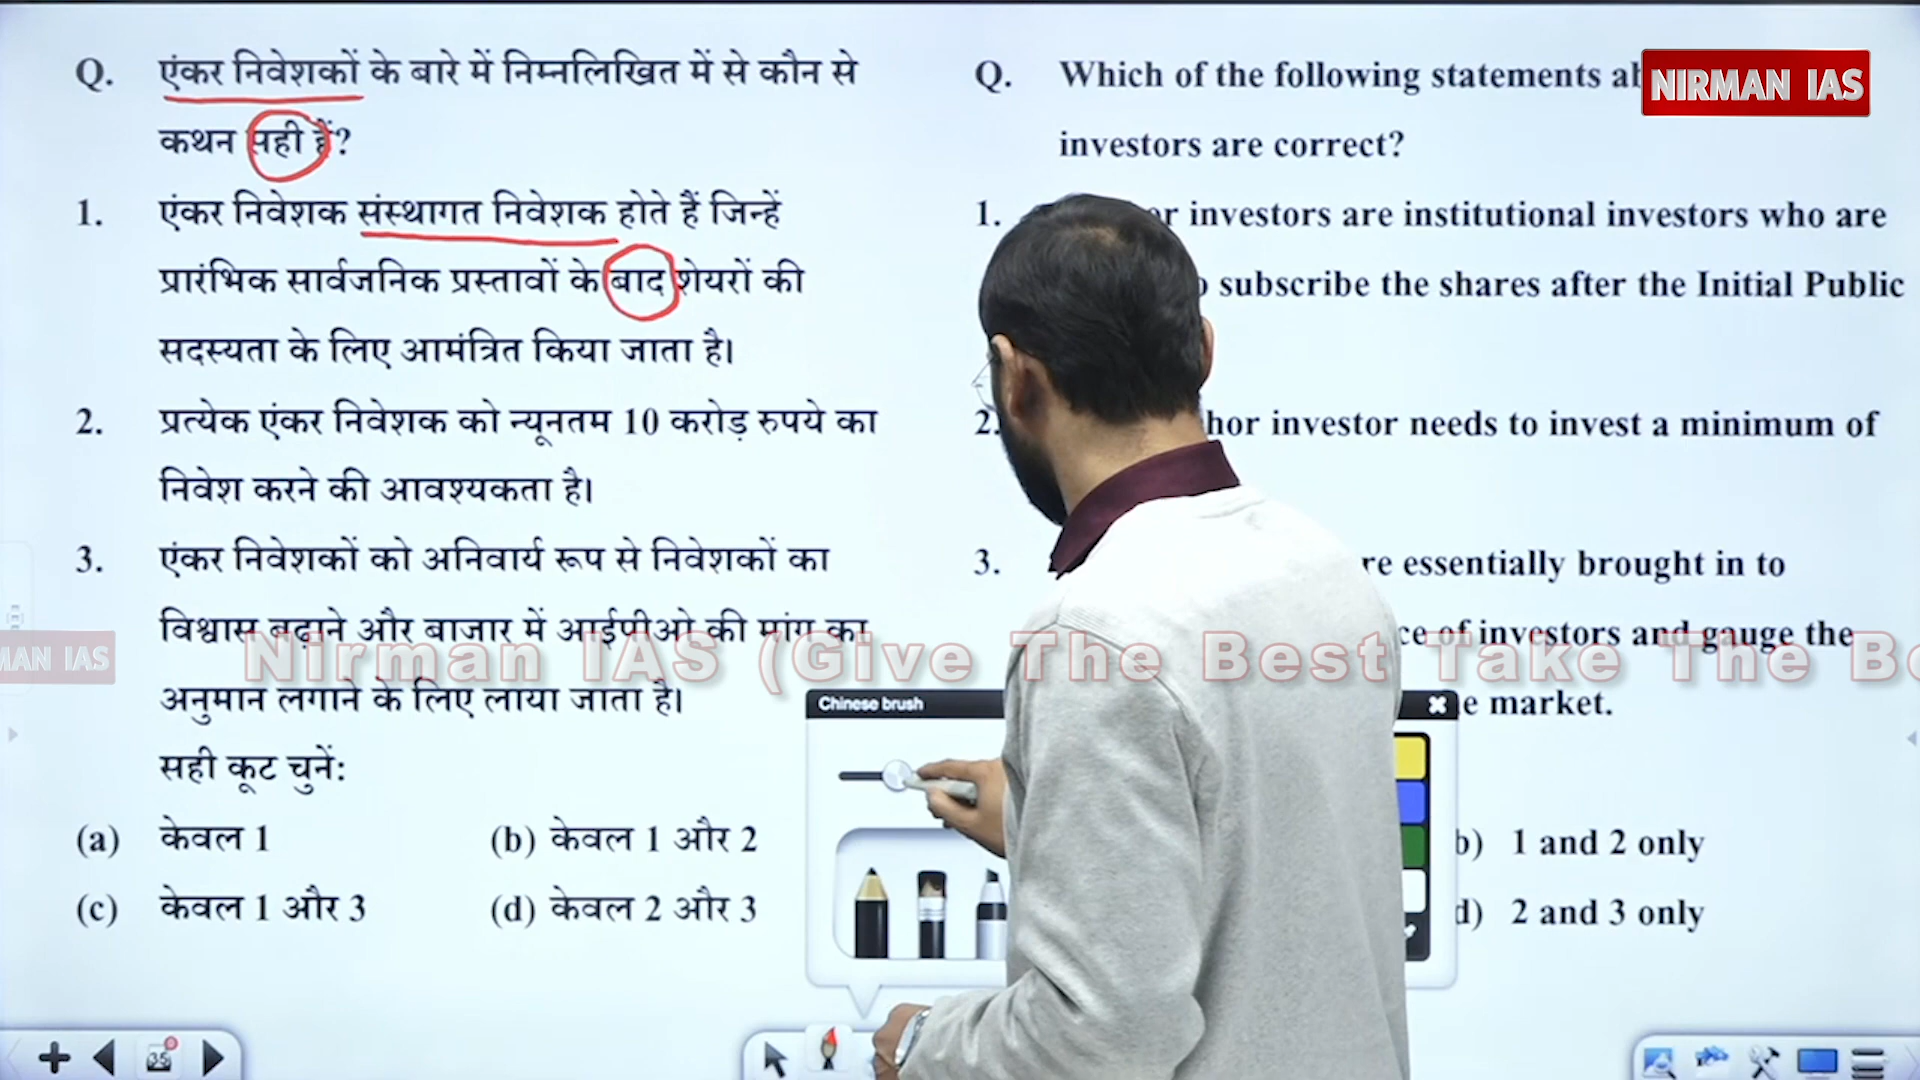 Q. एंकर निवेशकों के बारे में निम्नलिखित में से कौन से
कथन सही हैं?
1. एंकर निवेशक संस्थागत निवेशक होते हैं जिन्हें
प्रारंभिक सार्वजनिक प्रस्तावों के बाद शेयरों की
सदस्यता के लिए आमंत्रित किया जाता है।
2. प्रत्येक एंकर निवेशक को न्यूनतम 10 करोड़ रुपये का
निवेश करने की आवश्यकता है।
3. एंकर निवेशकों को अनिवार्य रूप से निवेशकों का
विश्वास बढ़ाने और बाजार में आईपीओ की मांग का
अनुमान लगाने के लिए लाया जाता है।
सही कूट चुनें:
(a) केवल 1 (b) केवल 1 और 2
(c) केवल 1 और 3 (d) केवल 2 और 3
Q. Which of the following statements
investors are correct?
1. investors are institutional investors who are
subscribe the shares after the Initial Public
2. investor needs to invest a minimum of
3. essentially brought in to
of investors and gauge the
market.
b) 1 and 2 only
d) 2 and 3 only
NIRMAN IAS
MAN IAS
Nirman IAS (Give The Best Take The
Chinese brush
35